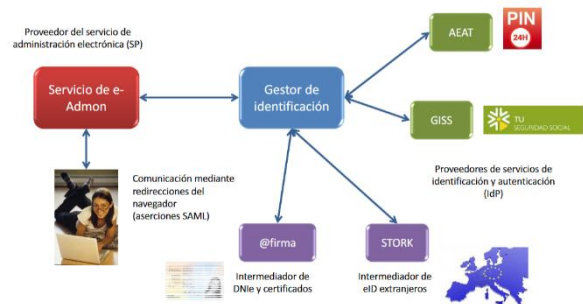 Proveedor del servicio de
administración electrónica (SP)
Servicio de e-
Admon
Gestor de
identificación
AEAT
PIN
24H
GISS
TU
SEGURIDAD SOCIAL
Proveedores de servicios de
identificación y autenticación
(IdP)
Comunicación mediante
redirecciones del
navegador
(aserciones SAML)
@firma
Intermediador de
DNIe y certificados
STORK
Intermediador de
eID extranjeros